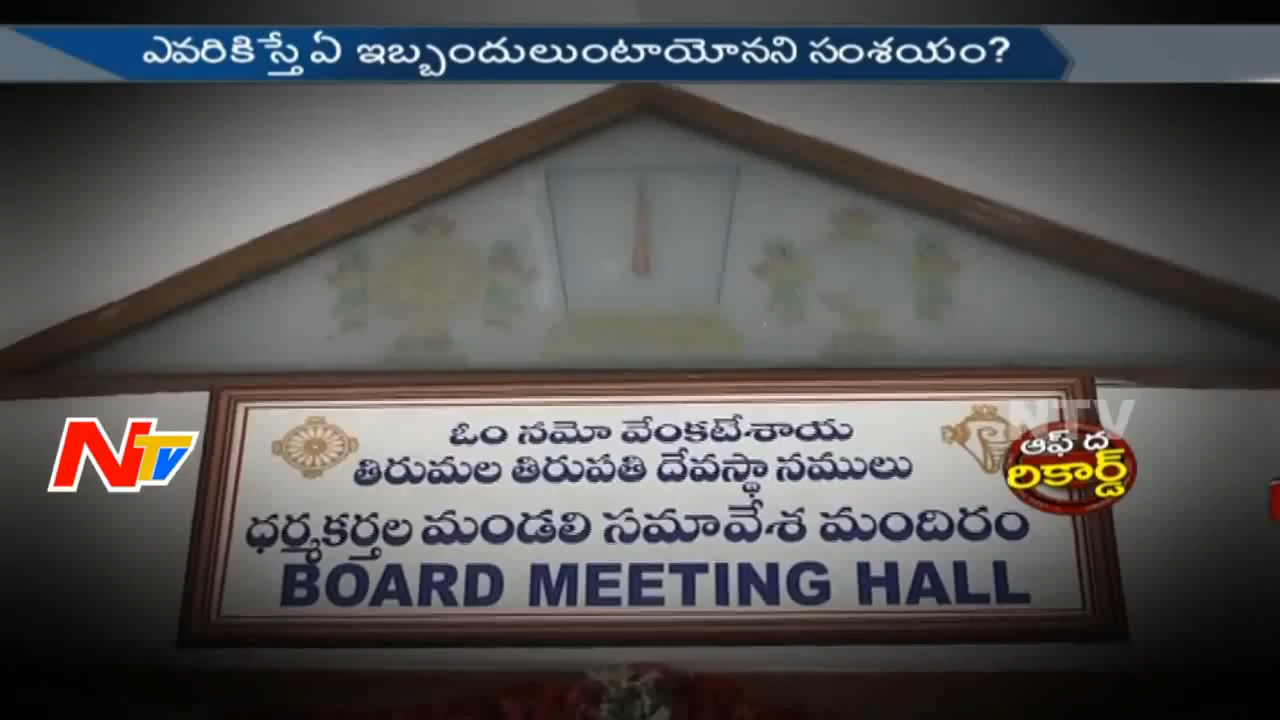 ఎవరికిస్తే ఏ ఇబ్బందులుంటాయోనని సంశయం?
NTV
NTV
ఆఫ్ ద
రికార్డ్
ఓం నమో వేంకటేశాయ
తిరుమల తిరుపతి దేవస్థానములు
ధర్మకర్తల మండలి సమావేశ మందిరం
BOARD MEETING HALL